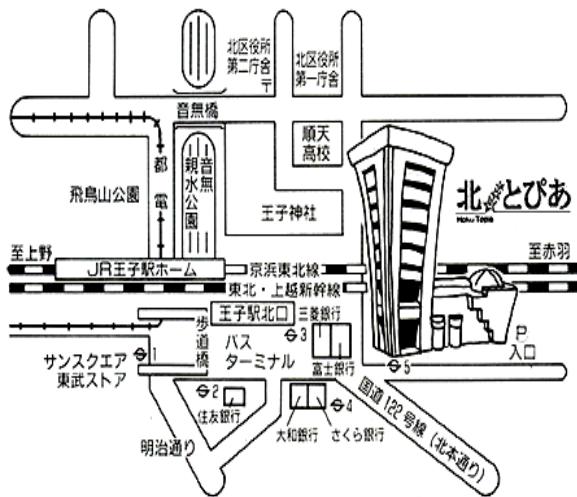 北区役所
第二庁舎
〒
北区役所
第一庁舎
音無橋
順天
高校
都電
音無
親水公園
飛鳥山公園
王子神社
北とぴあ
Hoku Topia
至上野
至赤羽
JR王子駅ホーム
京浜東北線
東北・上越新幹線
王子駅北口
三菱銀行
3
歩道橋
バス
ターミナル
富士銀行
P
入口
1
サンスクエア
東武ストア
5
2
住友銀行
4
大和銀行
さくら銀行
国道122号線(北本通り)
明治通り